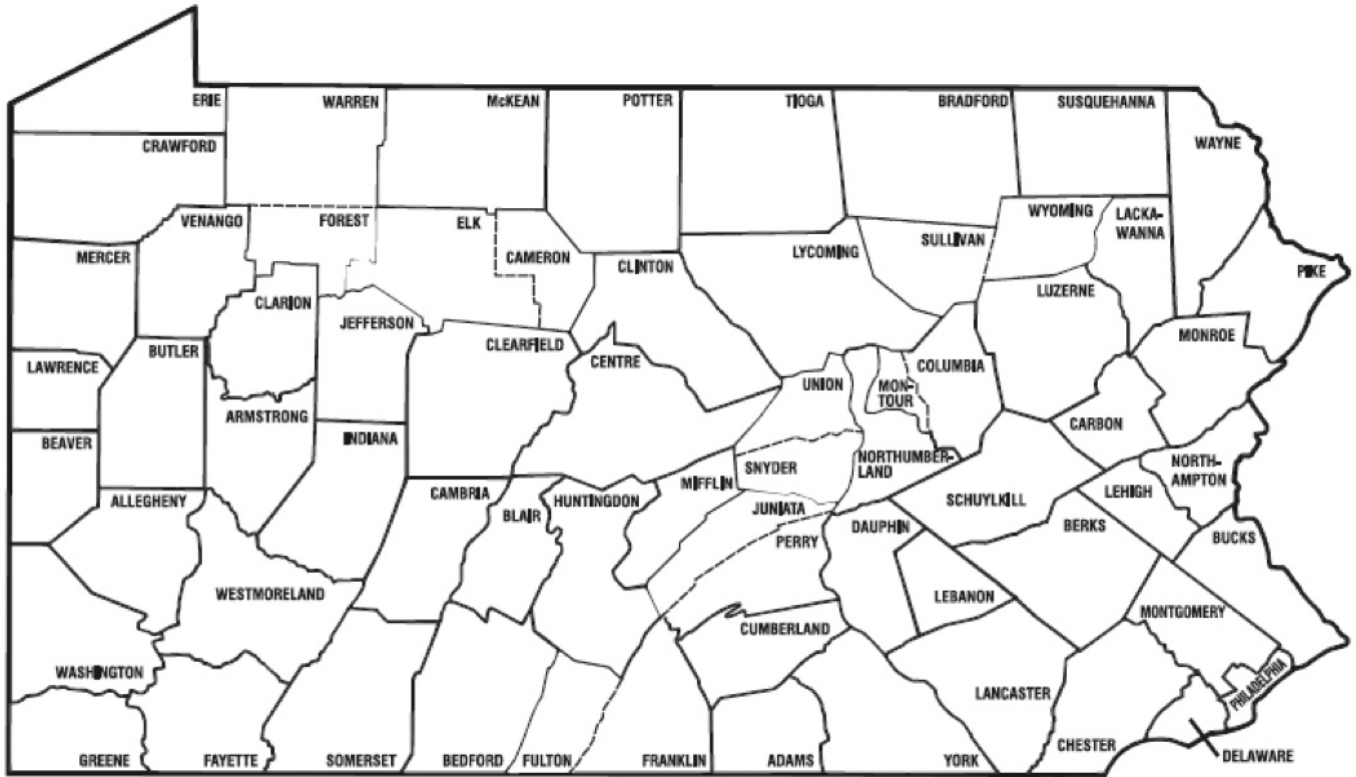 ERIE
WARREN
McKEAN
POTTER
TIOGA
BRADFORD
SUSQUEHANNA
WAYNE
CRAWFORD
VENANGO
FOREST
ELK
CAMERON
CLINTON
LYCOMING
SULLIVAN
WYOMING
LACKA-
WANNA
PIKE
MERCER
CLARION
JEFFERSON
CLEARFIELD
CENTRE
LUZERNE
MONROE
LAWRENCE
BUTLER
ARMSTRONG
INDIANA
UNION
MON-
TOUR
COLUMBIA
CARBON
BEAVER
ALLEGHENY
CAMBRIA
BLAIR
HUNTINGDON
MIFFLIN
SNYDER
NORTHUMBER-
LAND
JUNIATA
PERRY
DAUPHIN
SCHUYLKILL
LEHIGH
NORTH-
AMPTON
BERKS
BUCKS
WESTMORELAND
LEBANON
MONTGOMERY
CUMBERLAND
WASHINGTON
LANCASTER
PHILADELPHIA
GREENE
FAYETTE
SOMERSET
BEDFORD
FULTON
FRANKLIN
ADAMS
YORK
CHESTER
DELAWARE